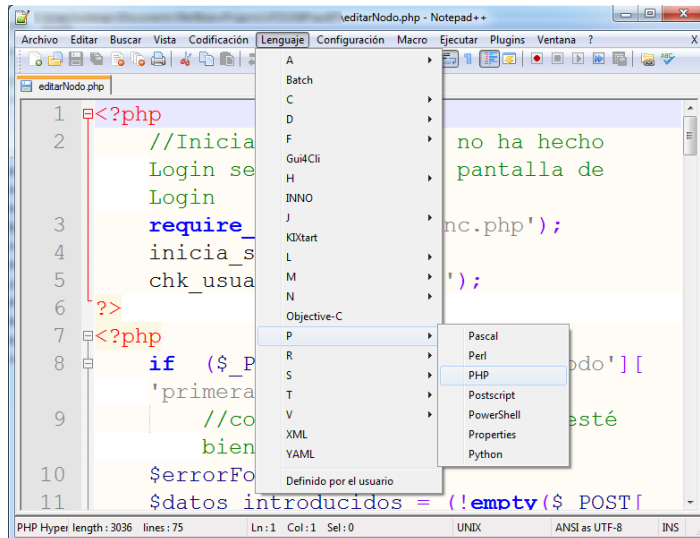 \editarNodo.php - Notepad++
Archivo Editar Buscar Vista Codificación Lenguaje Configuración Macro Ejecutar Plugins Ventana ? X
editarNodo.php
A
Batch
C
D
F
Gui4Cli
H
INNO
J
KIXtart
L
M
N
Objective-C
P
R
S
T
V
XML
YAML
Definido por el usuario
Pascal
Perl
PHP
Postscript
PowerShell
Properties
Python
1 <?php
2 //Inicia no ha hecho
Login se pantalla de
Login
3 require_ nc.php');
4 inicia_s
5 chk_usua ');
6 ?>
7 <?php
8 if ($_P odo'][
'primera
9 //co esté
bien
10 $errorFo
11 $datos introducidos = (!empty($ POST[
PHP Hyper length : 3036 lines : 75 Ln : 1 Col : 1 Sel : 0 UNIX ANSI as UTF-8 INS